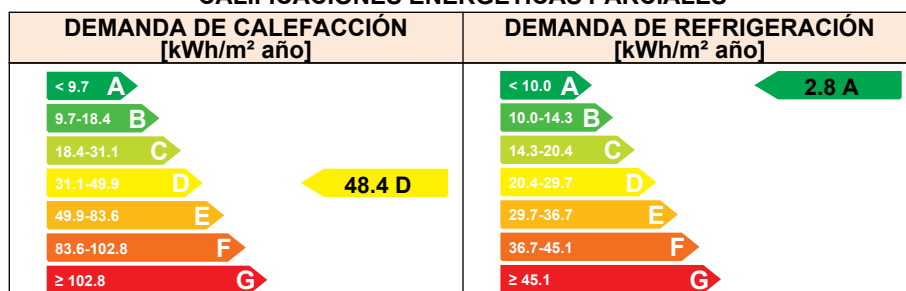 CALIFICACIONES ENERGÉTICAS PARCIALES
DEMANDA DE CALEFACCIÓN
[kWh/m² año]
< 9.7 A
9.7-18.4 B
18.4-31.1 C
31.1-49.9 D
48.4 D
49.9-83.6 E
83.6-102.8 F
≥ 102.8 G
DEMANDA DE REFRIGERACIÓN
[kWh/m² año]
< 10.0 A
2.8 A
10.0-14.3 B
14.3-20.4 C
20.4-29.7 D
29.7-36.7 E
36.7-45.1 F
≥ 45.1 G